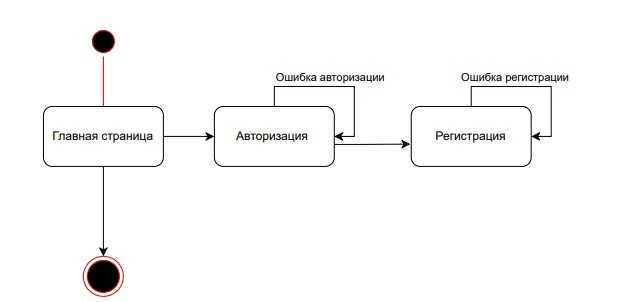 Ошибка авторизации
Ошибка регистрации
Главная страница
Авторизация
Регистрация